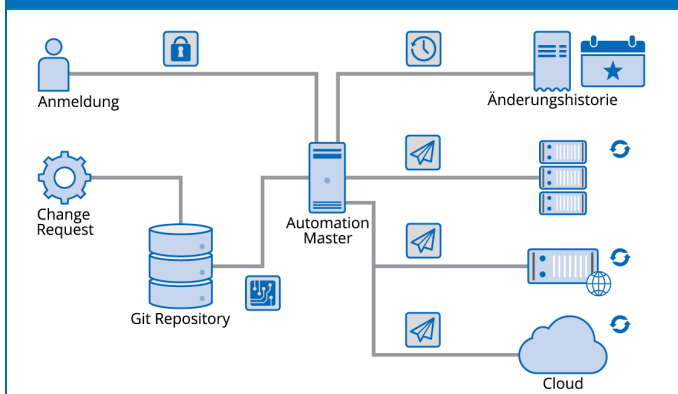 Anmeldung
Änderungshistorie
Change
Request
Automation
Master
Git Repository
Cloud